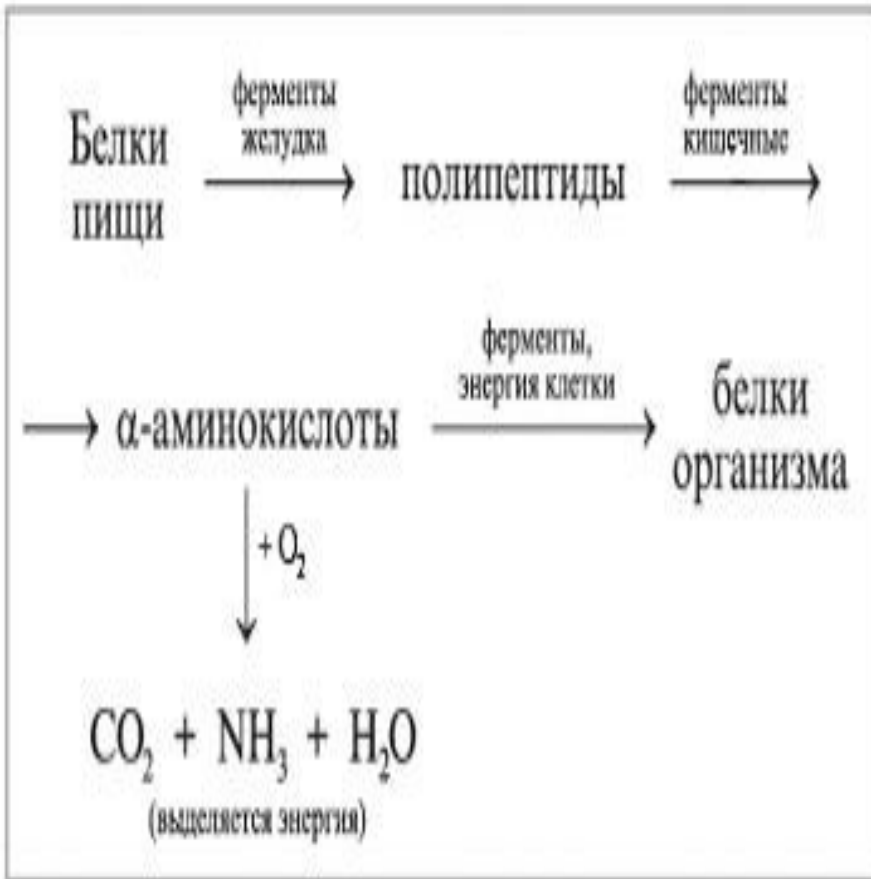 ферменты
желудка
Белки
пищи
полипептиды
ферменты
кишечные
α-аминокислоты
ферменты,
энергия клетки
белки
организма
+ O₂
CO₂ + NH₃ + H₂O
(выделяется энергия)